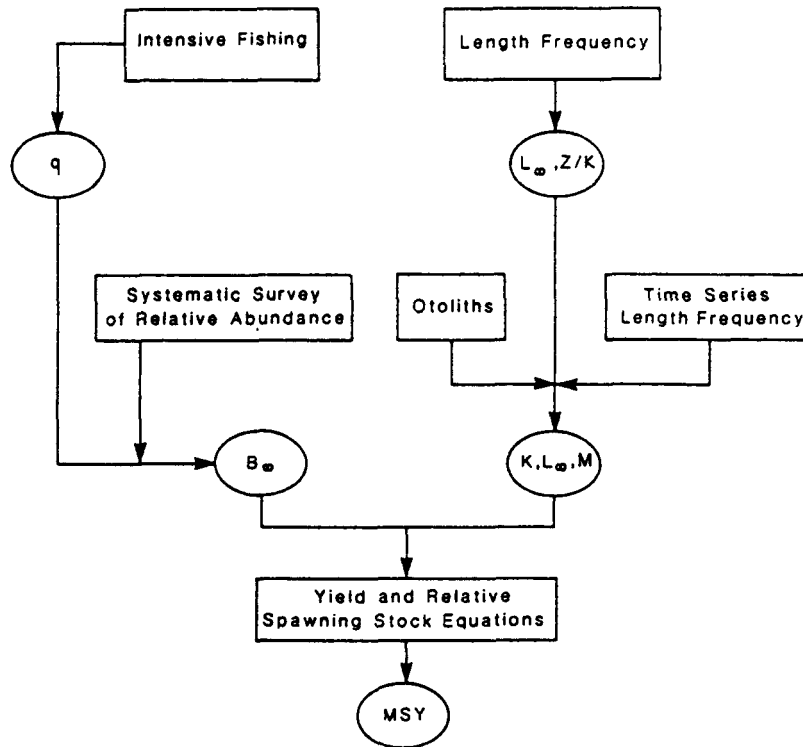 Intensive Fishing
Length Frequency
q
L∞,Z/K
Systematic Survey
of Relative Abundance
Otoliths
Time Series
Length Frequency
B∞
K,L∞,M
Yield and Relative
Spawning Stock Equations
MSY